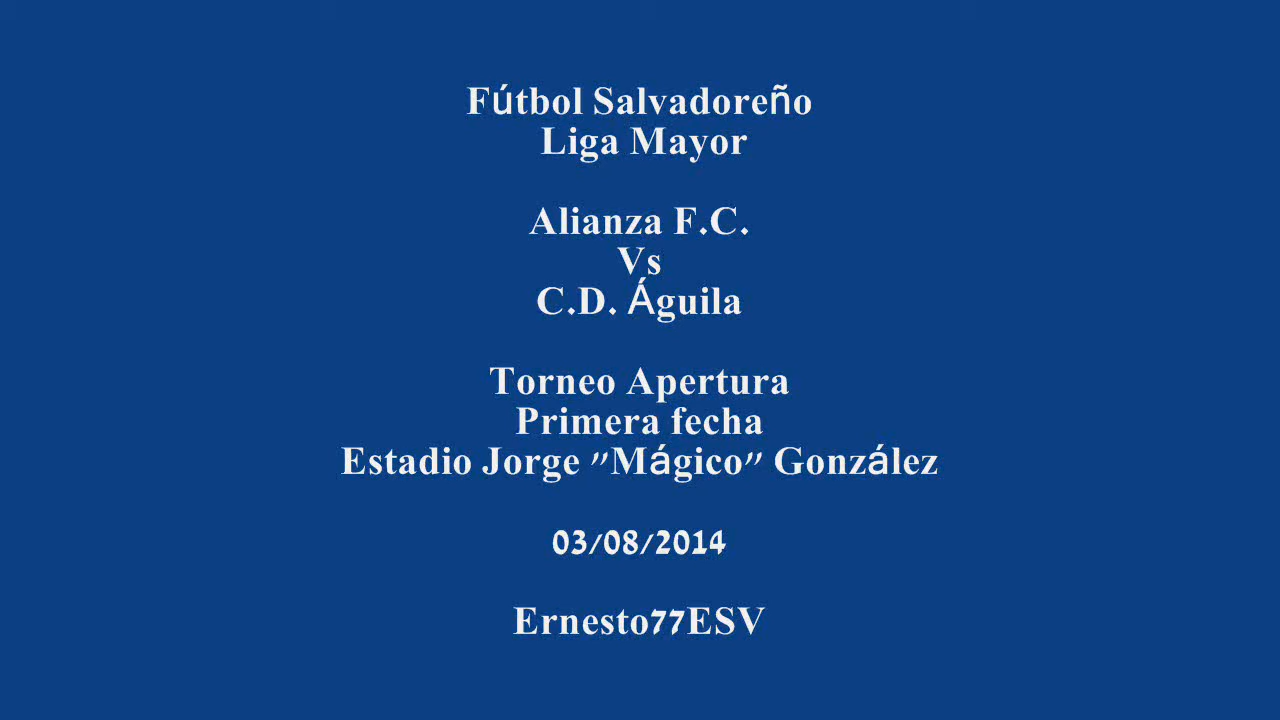 Fútbol Salvadoreño
Liga Mayor
Alianza F.C.
Vs
C.D. Águila
Torneo Apertura
Primera fecha
Estadio Jorge "Mágico" González
03/08/2014
Ernesto77ESV